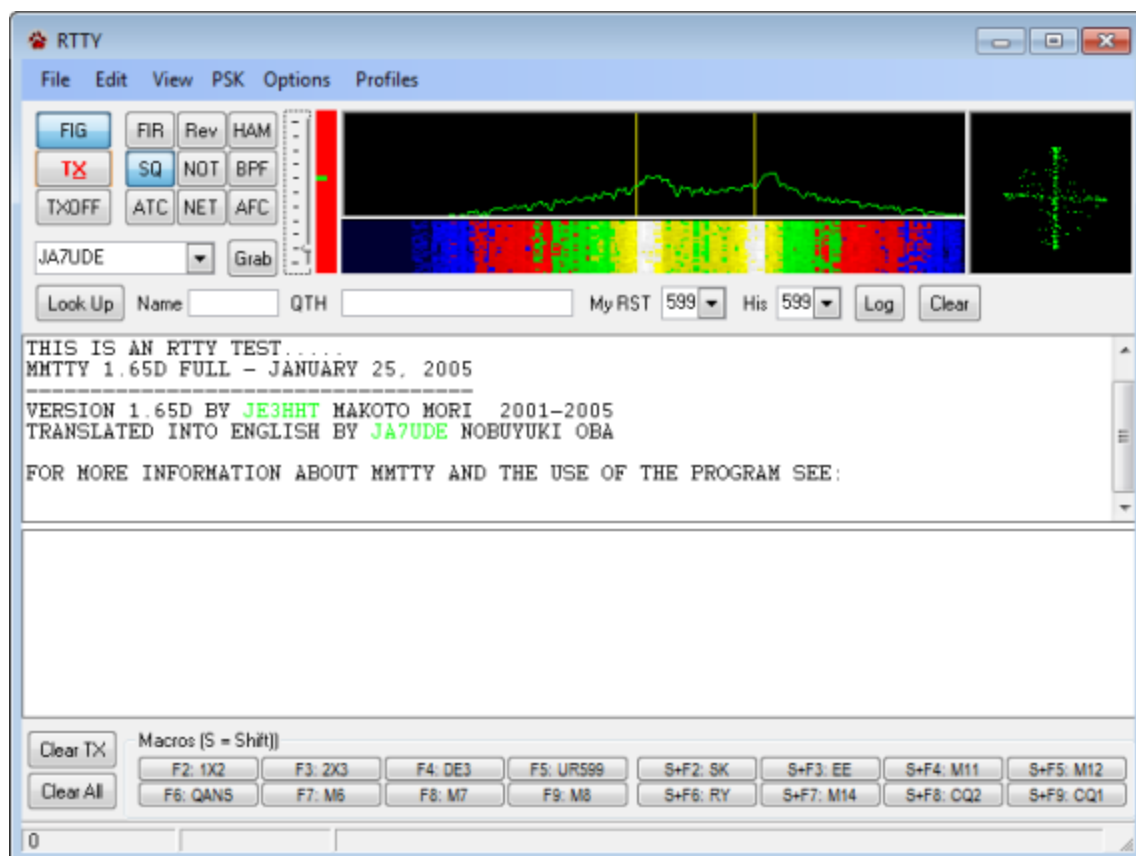 RTTY
File Edit View PSK Options Profiles
FIG FIR Rev HAM
TX SQ NOT BPF
TXOFF ATC NET AFC
JA7UDE Grab
Look Up Name QTH My RST 599 His 599 Log Clear
THIS IS AN RTTY TEST.....
MMTTY 1.65D FULL - JANUARY 25, 2005
-----------------------------------
VERSION 1.65D BY JE3HHT MAKOTO MORI 2001-2005
TRANSLATED INTO ENGLISH BY JA7UDE NOBUYUKI OBA
FOR MORE INFORMATION ABOUT MMTTY AND THE USE OF THE PROGRAM SEE:
Clear TX Macros (S = Shift))
F2: 1X2 F3: 2X3 F4: DE3 F5: UR599 S+F2: SK S+F3: EE S+F4: M11 S+F5: M12
Clear All F6: QANS F7: M6 F8: M7 F9: M8 S+F6: RY S+F7: M14 S+F8: CQ2 S+F9: CQ1
0